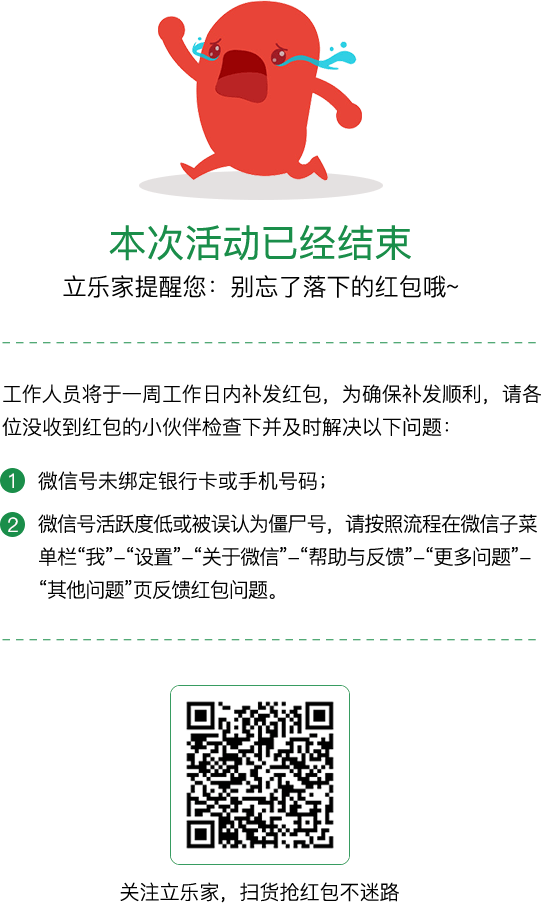 本次活动已经结束
立乐家提醒您：别忘了落下的红包哦~
工作人员将于一周工作日内补发红包，为确保补发顺利，请各
位没收到红包的小伙伴检查下并及时解决以下问题：
1 微信号未绑定银行卡或手机号码；
2 微信号活跃度低或被误认为僵尸号，请按照流程在微信子菜
单栏“我”–“设置”–“关于微信”–“帮助与反馈”–“更多问题”–
“其他问题”页反馈红包问题。
关注立乐家，扫货抢红包不迷路